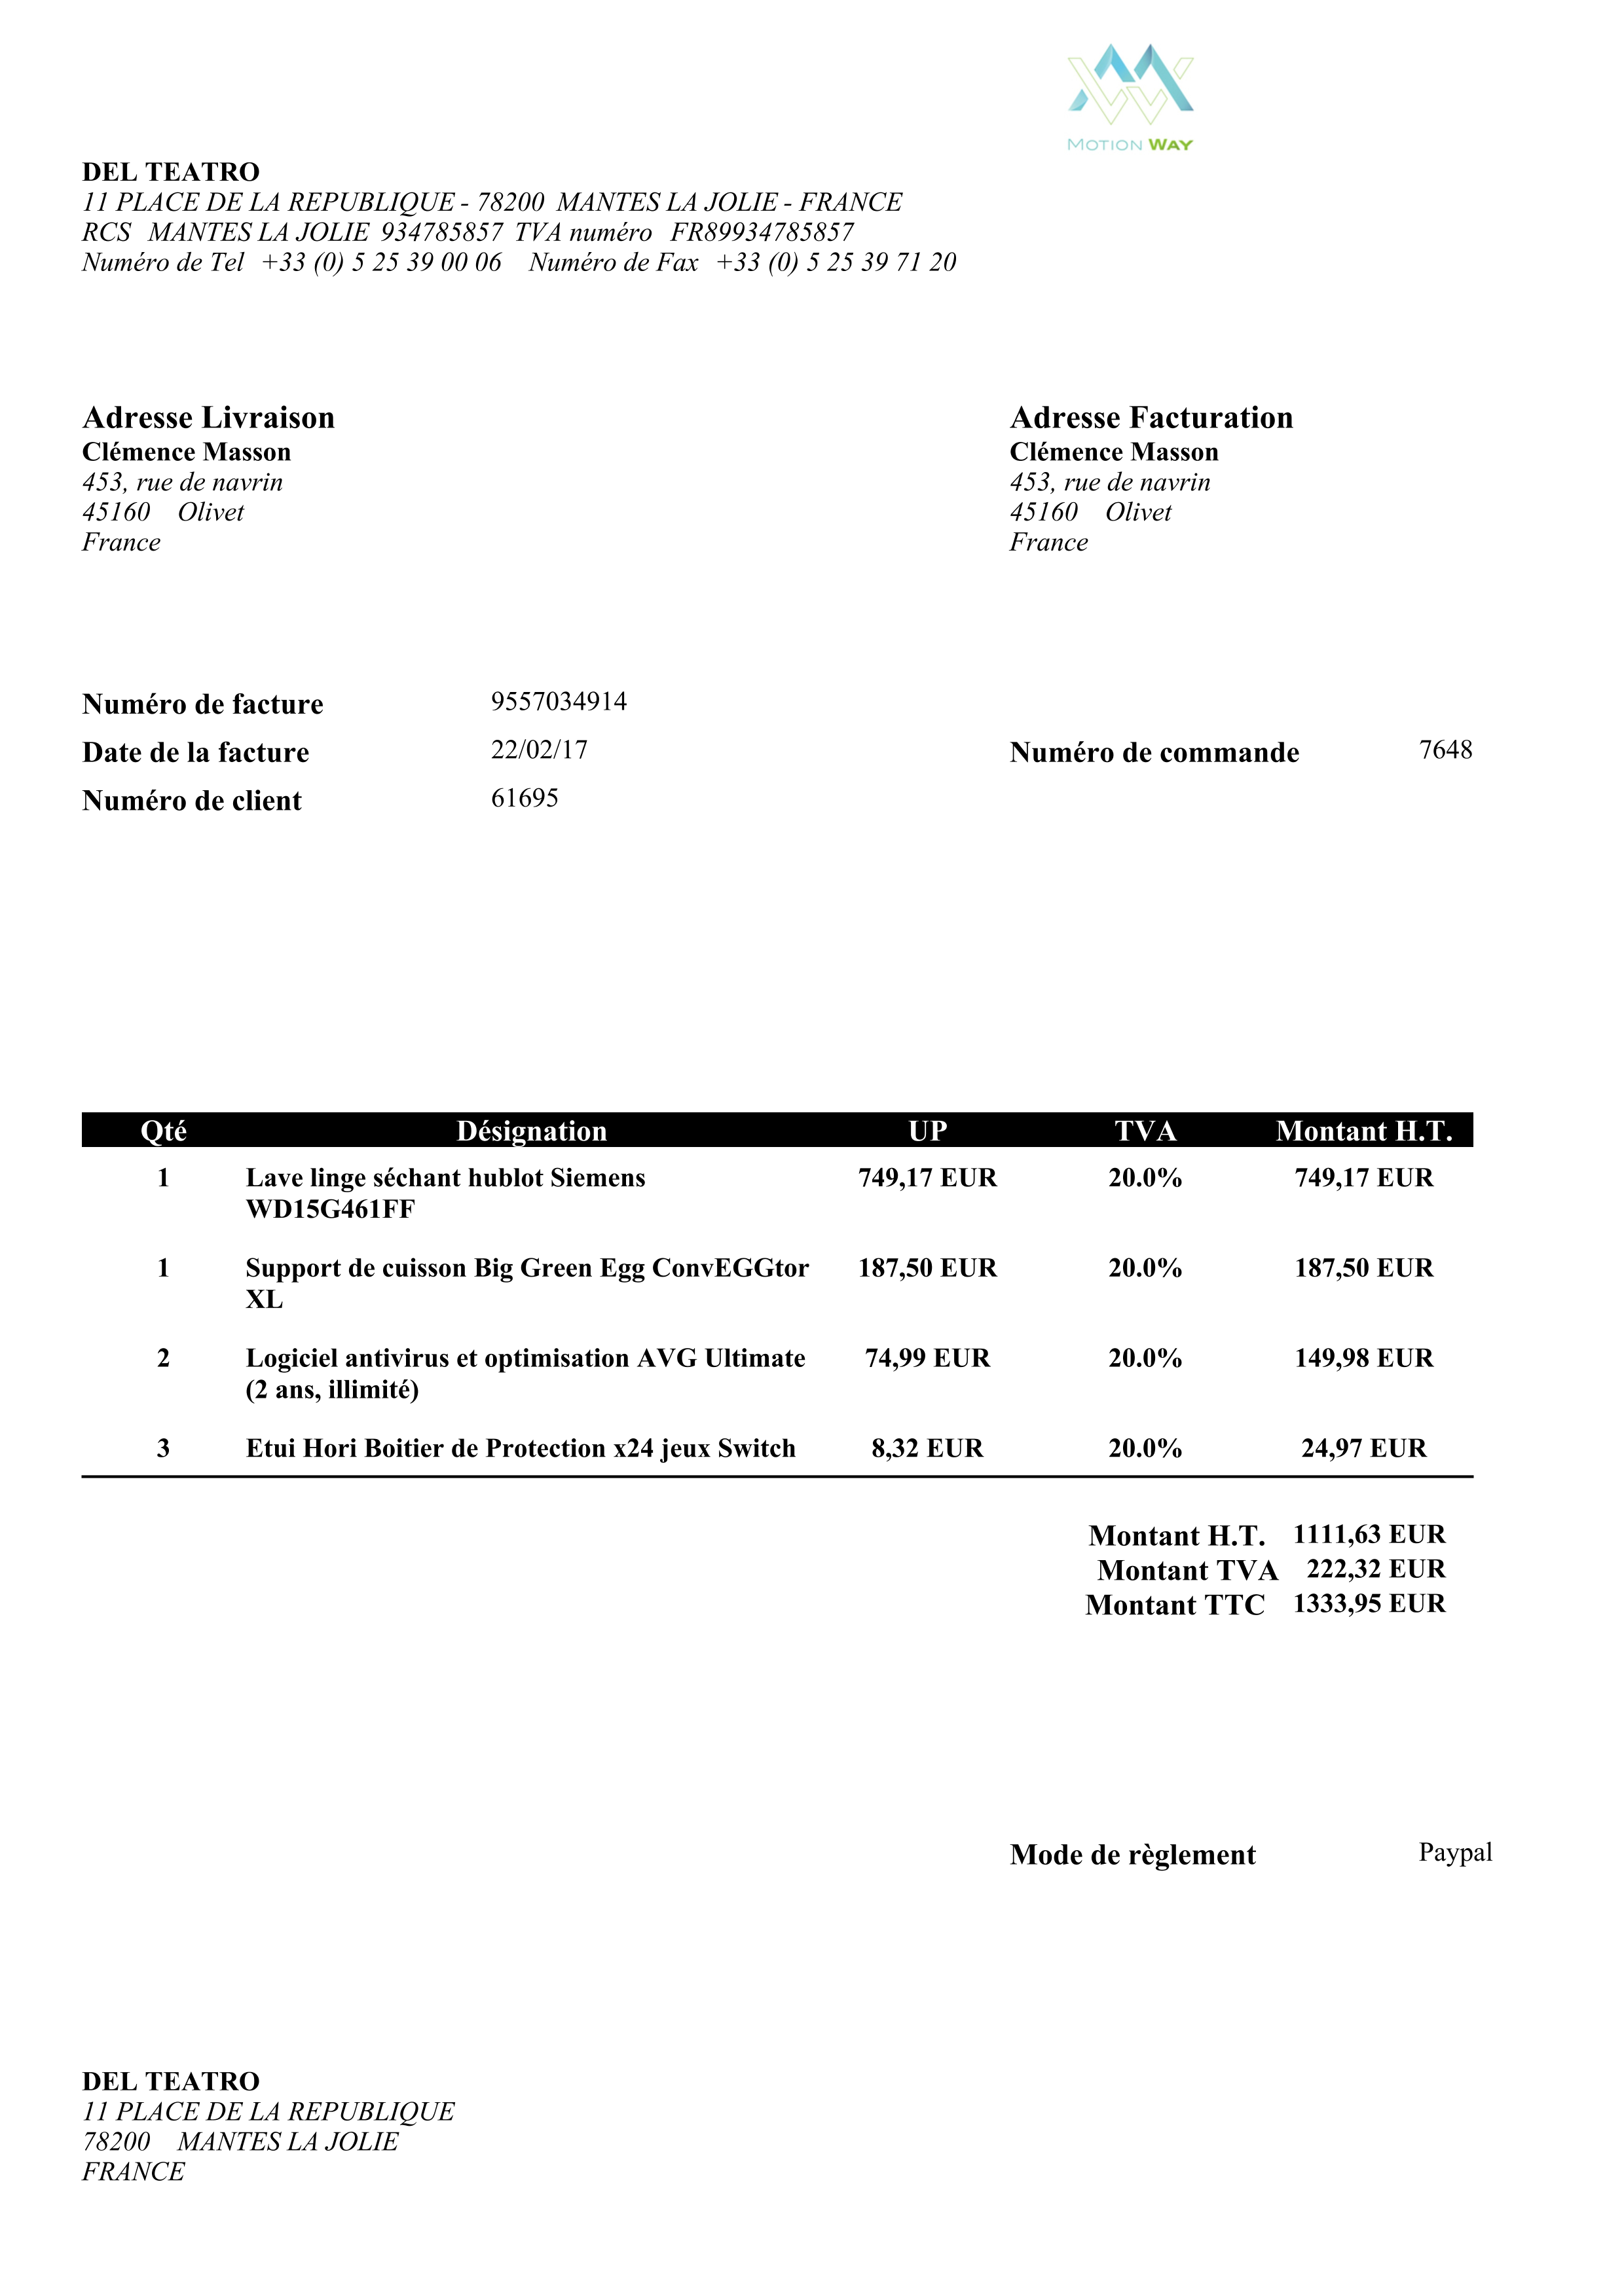 MOTION WAY
DEL TEATRO
11 PLACE DE LA REPUBLIQUE - 78200 MANTES LA JOLIE - FRANCE
RCS MANTES LA JOLIE 934785857 TVA numéro FR89934785857
Numéro de Tel +33 (0) 5 25 39 00 06 Numéro de Fax +33 (0) 5 25 39 71 20
Adresse Livraison
Clémence Masson
453, rue de navrin
45160 Olivet
France
Adresse Facturation
Clémence Masson
453, rue de navrin
45160 Olivet
France
Numéro de facture 9557034914
Date de la facture 22/02/17 Numéro de commande 7648
Numéro de client 61695
Qté Désignation UP TVA Montant H.T.
1 Lave linge séchant hublot Siemens 749,17 EUR 20.0% 749,17 EUR
WD15G461FF
1 Support de cuisson Big Green Egg ConvEGGtor 187,50 EUR 20.0% 187,50 EUR
XL
2 Logiciel antivirus et optimisation AVG Ultimate 74,99 EUR 20.0% 149,98 EUR
(2 ans, illimité)
3 Etui Hori Boitier de Protection x24 jeux Switch 8,32 EUR 20.0% 24,97 EUR
Montant H.T. 1111,63 EUR
Montant TVA 222,32 EUR
Montant TTC 1333,95 EUR
Mode de règlement Paypal
DEL TEATRO
11 PLACE DE LA REPUBLIQUE
78200 MANTES LA JOLIE
FRANCE